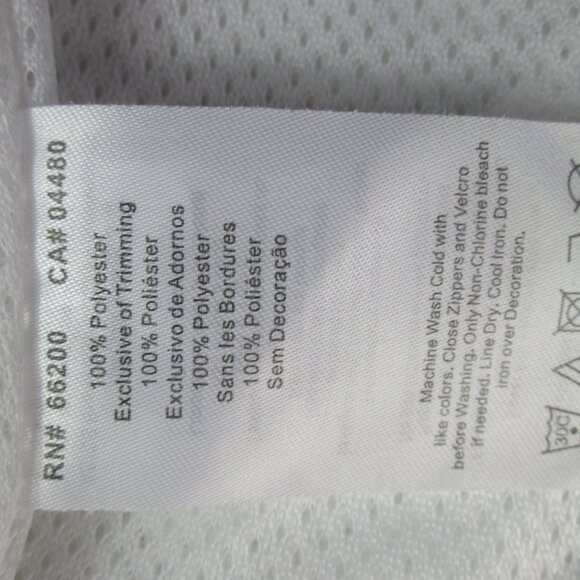 RN# 66200 CA# 04480
100% Polyester
Exclusive of Trimming
100% Poliéster
Exclusivo de Adornos
100% Polyester
Sans les Bordures
100% Poliéster
Sem Decoração
Machine Wash Cold with
like colors. Close Zippers and Velcro
before Washing. Only Non-Chlorine bleach
if needed. Line Dry. Cool Iron. Do not
iron over Decoration.
30C